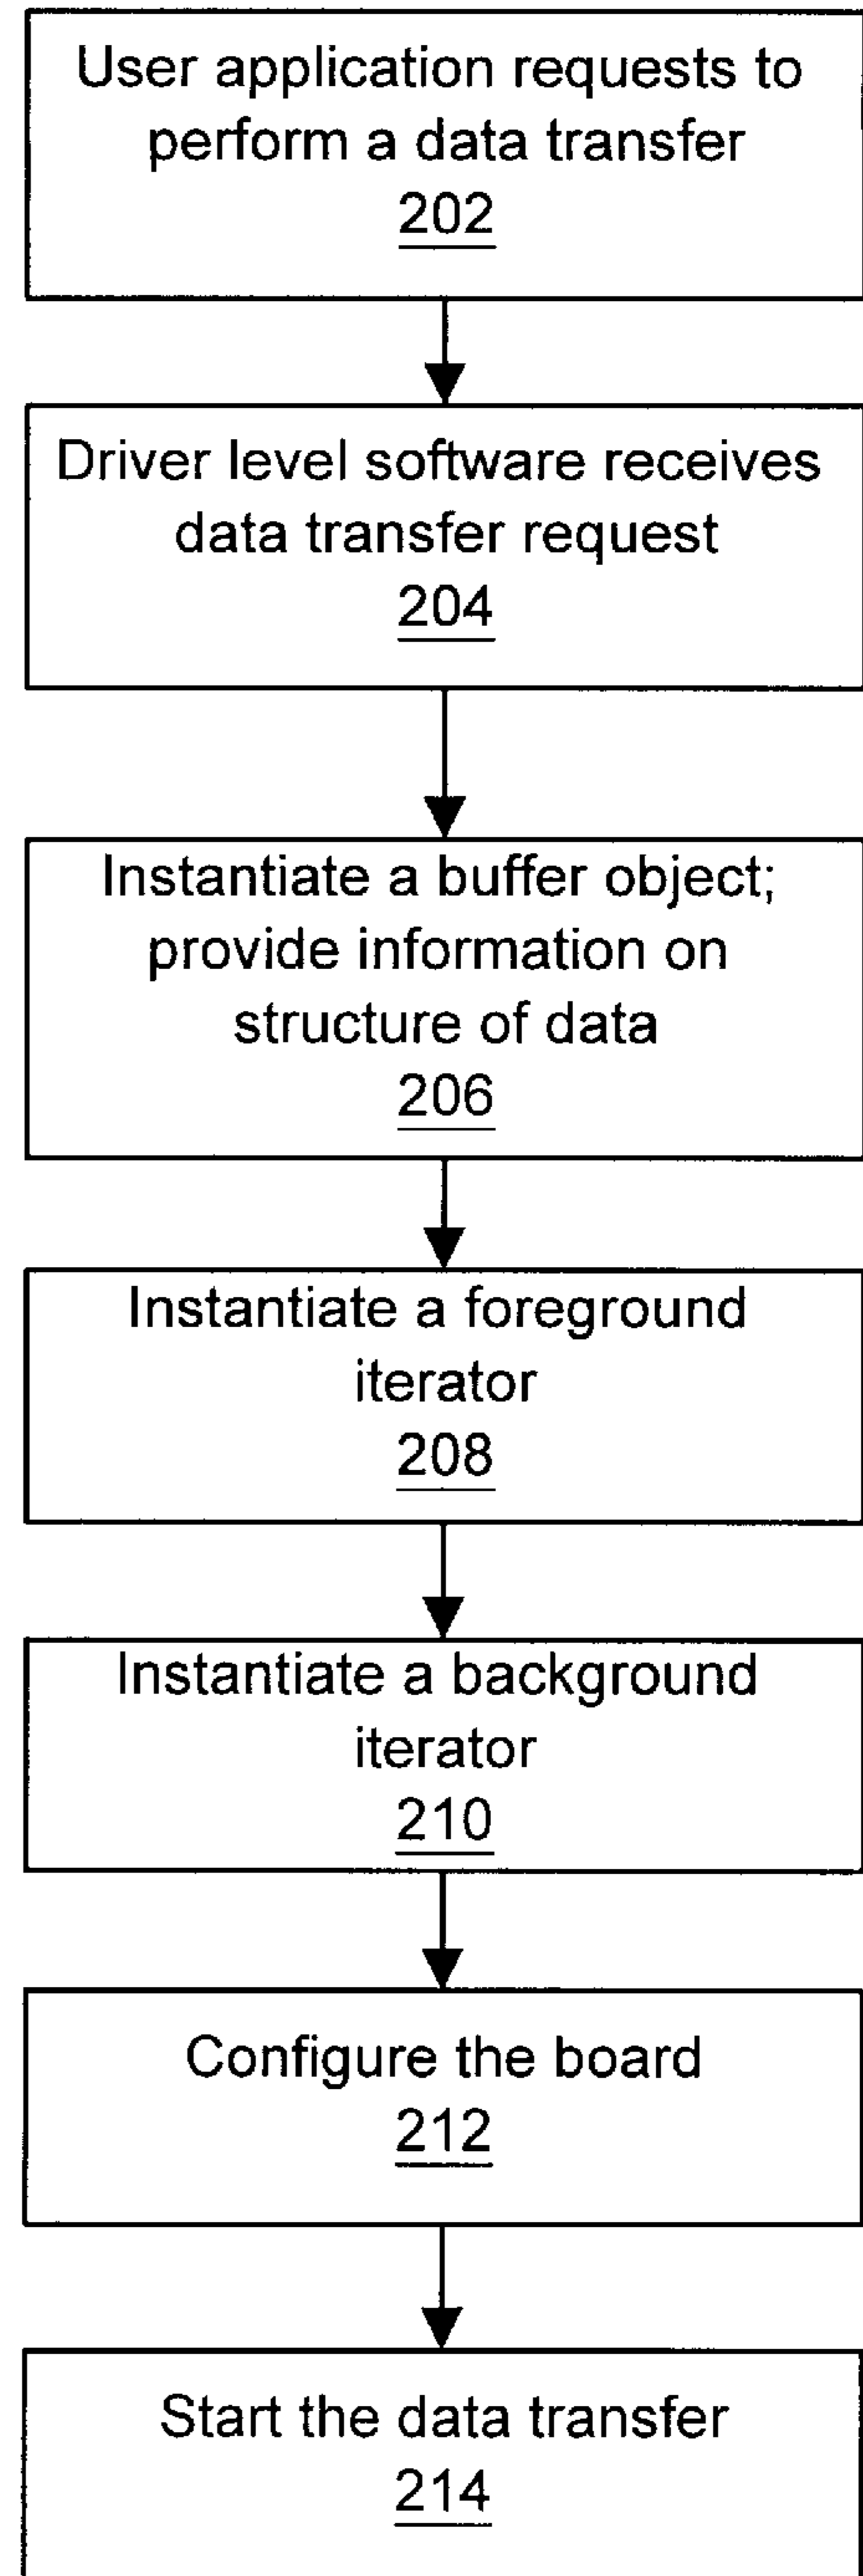 User application requests to
perform a data transfer
202
Driver level software receives
data transfer request
204
Instantiate a buffer object;
provide information on
structure of data
206
Instantiate a foreground
iterator
208
Instantiate a background
iterator
210
Configure the board
212
Start the data transfer
214